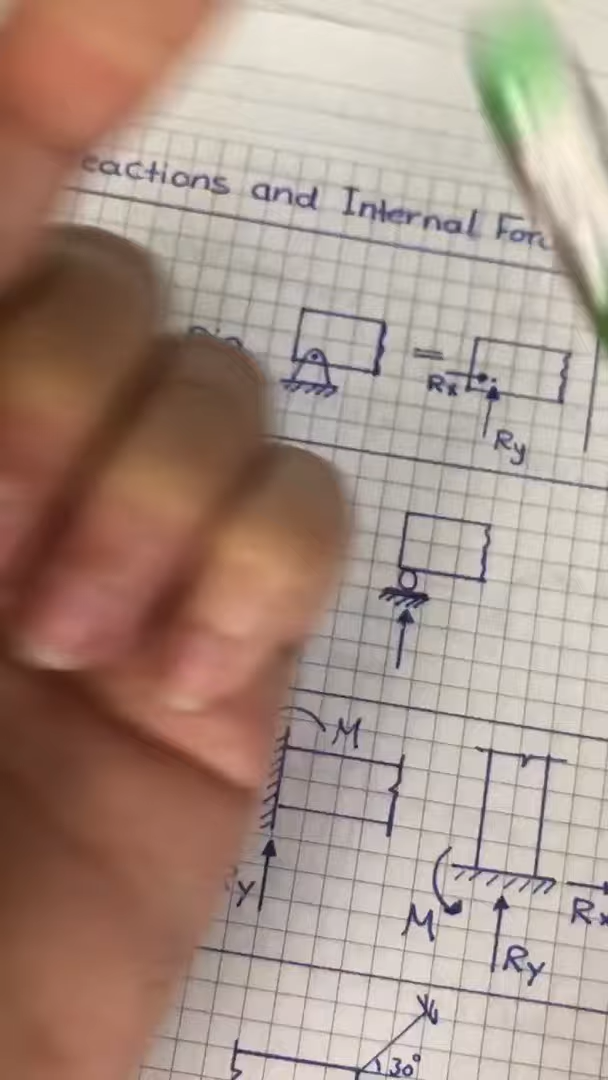 eactions and Internal For
=
Rx
Ry
M
y
M
Rx
Ry
30°